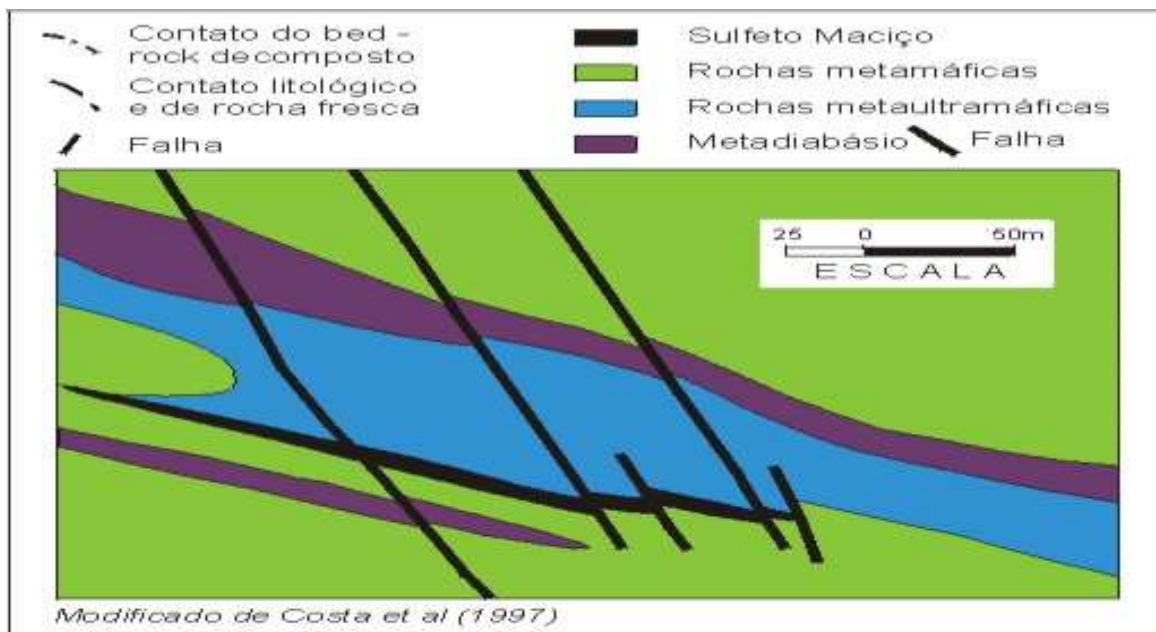 Contato do bed -
rock decomposto
Contato litológico
e de rocha fresca
Falha
Sulfeto Maciço
Rochas metamáficas
Rochas metaultramáficas
Metadiabásio
Falha
25 0 50m
ESCALA
Modificado de Costa et al (1997)